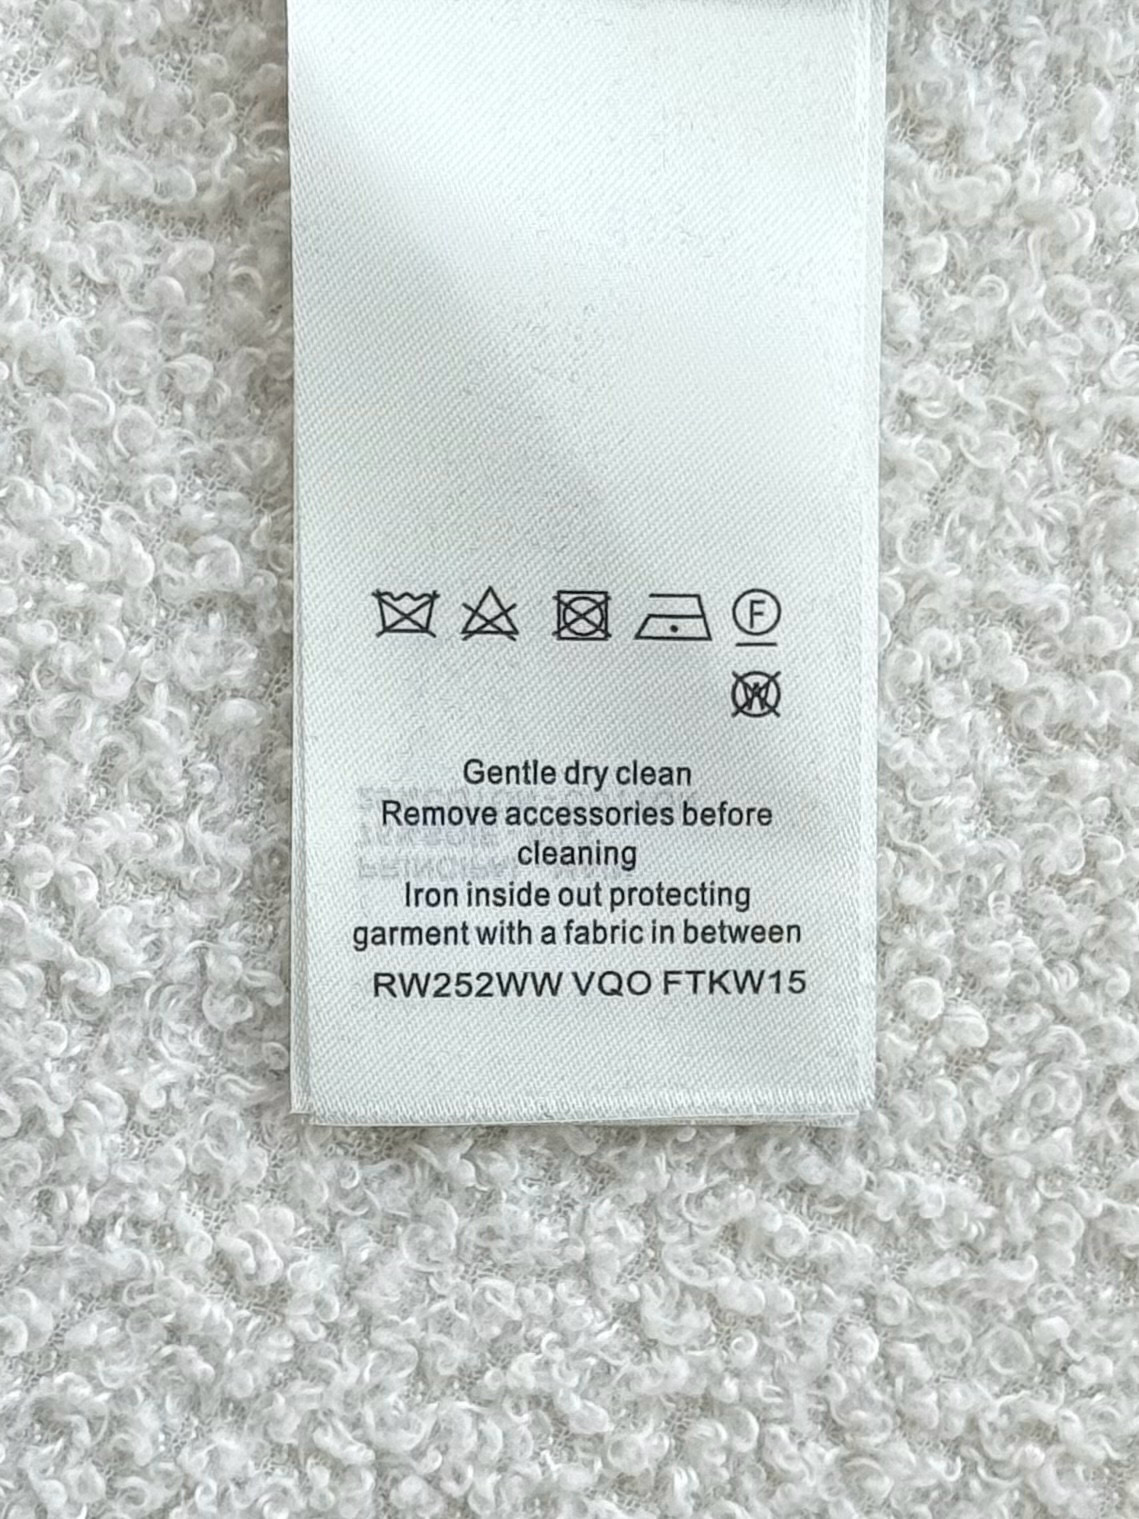 F
W
Gentle dry clean
Remove accessories before
cleaning
Iron inside out protecting
garment with a fabric in between
RW252WW VQO FTKW15